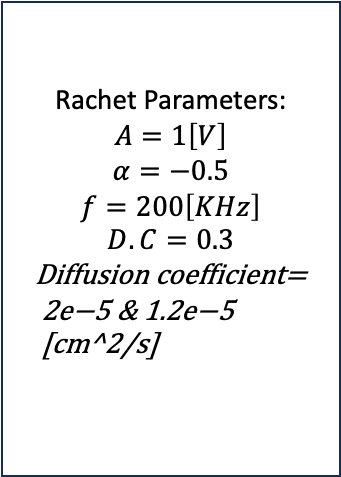 Rachet Parameters:
A = 1[V]
α = −0.5
f = 200[KHz]
D.C = 0.3
Diffusion coefficient=
2e−5 & 1.2e−5
[cm^2/s]